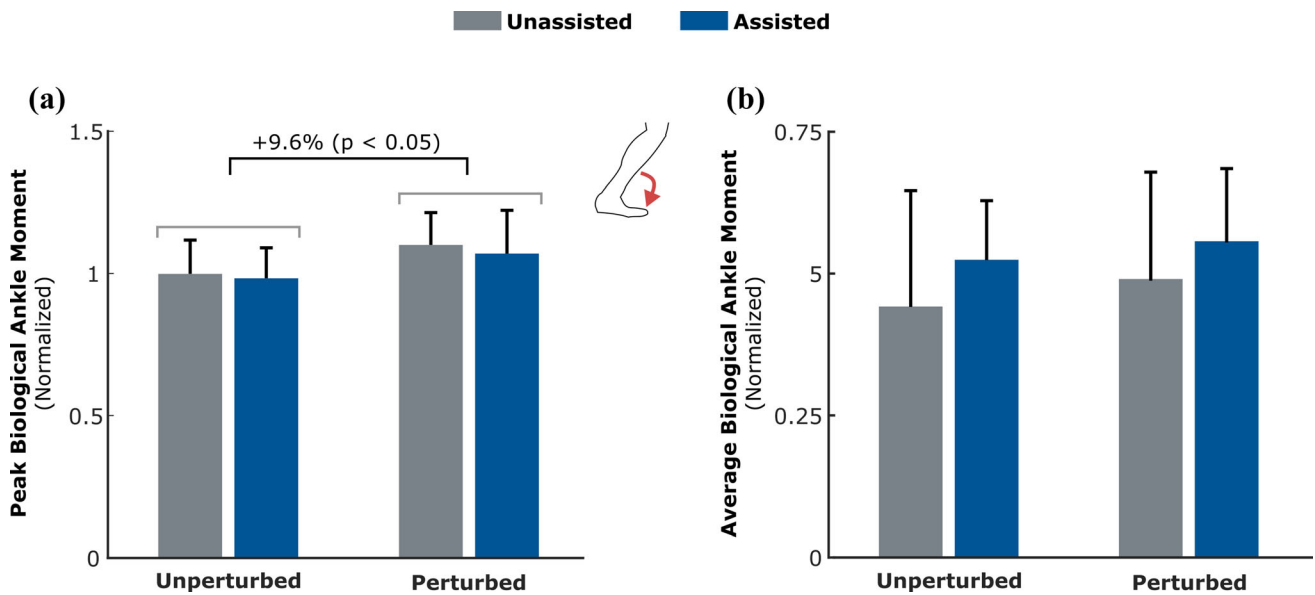 Unassisted Assisted
(a)
Peak Biological Ankle Moment
(Normalized)
1.5
1
0.5
0
+9.6% (p < 0.05)
Unperturbed Perturbed
(b)
Average Biological Ankle Moment
(Normalized)
0.75
5
0.25
0
Unperturbed Perturbed